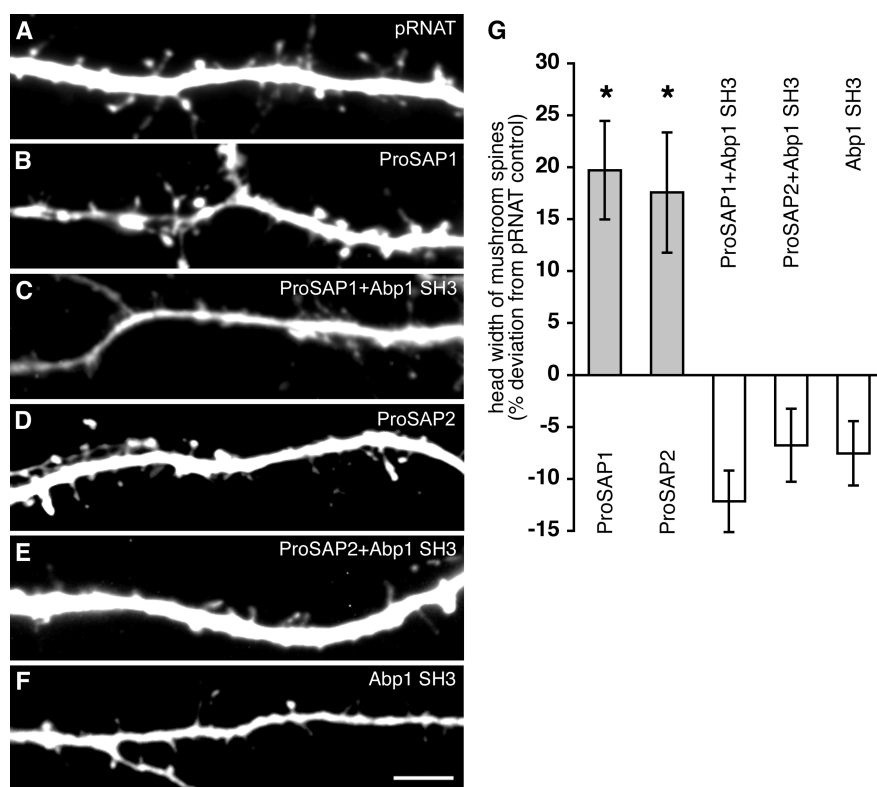 A
pRNAT
B
ProSAP1
C
ProSAP1+Abp1 SH3
D
ProSAP2
E
ProSAP2+Abp1 SH3
F
Abp1 SH3
G
head width of mushroom spines
(% deviation from pRNAT control)
30
25
20
15
10
5
0
-5
-10
-15
*
*
ProSAP1
ProSAP2
ProSAP1+Abp1 SH3
ProSAP2+Abp1 SH3
Abp1 SH3